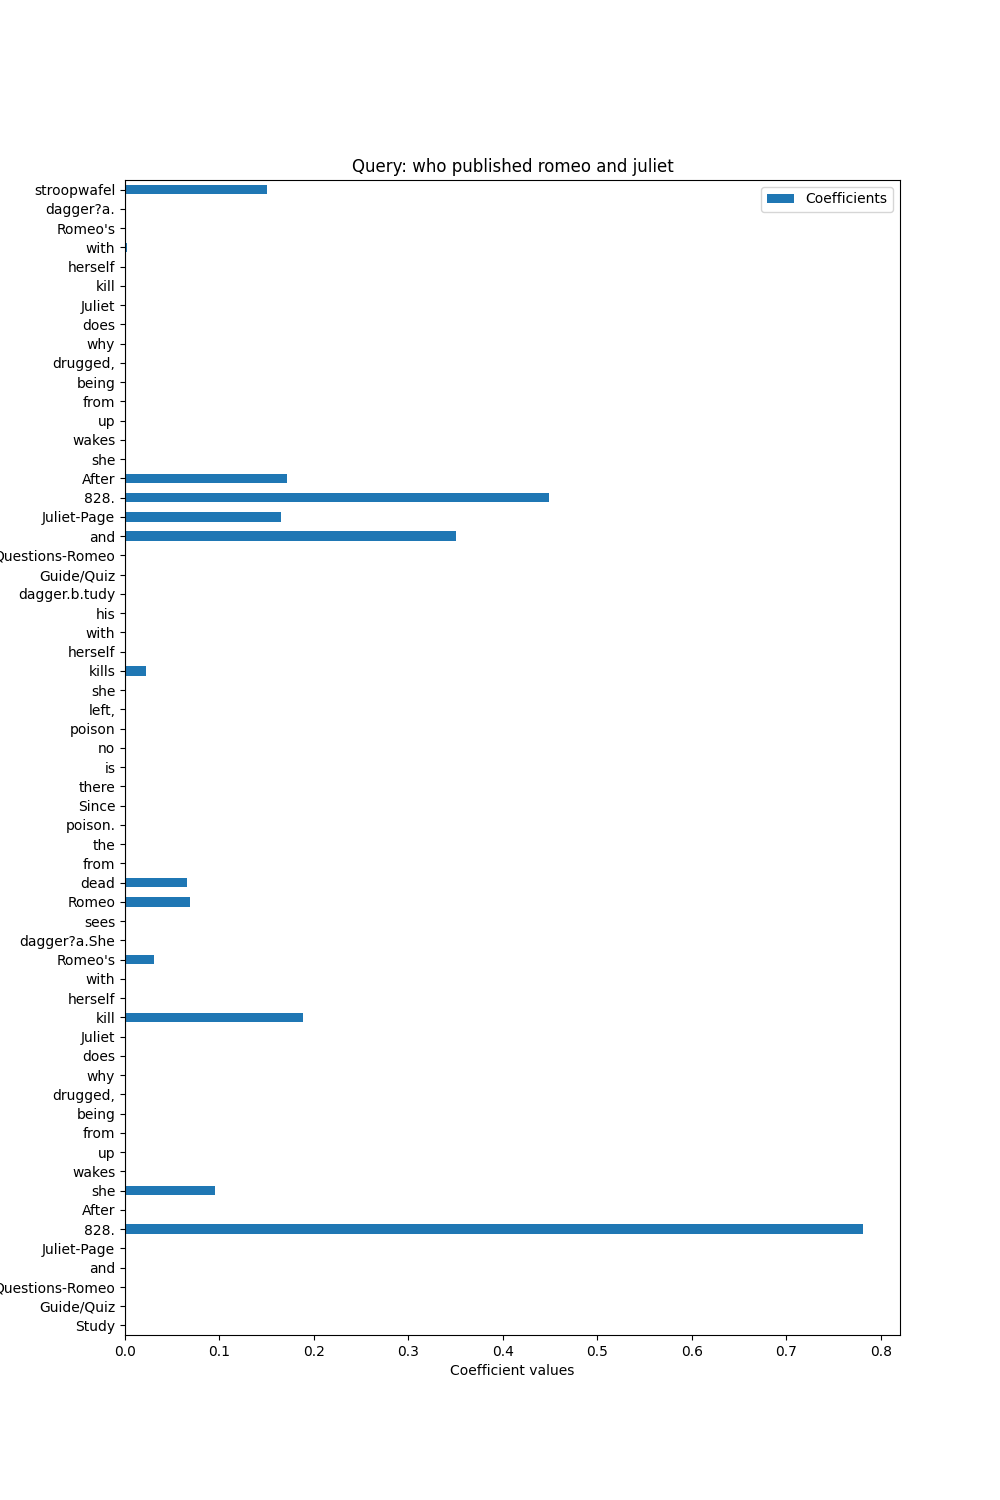 Query: who published romeo and juliet
Coefficients
stroopwafel
dagger?a.
Romeo's
with
herself
kill
Juliet
does
why
drugged,
being
from
up
wakes
she
After
828.
Juliet-Page
and
Questions-Romeo
Guide/Quiz
dagger.b.tudy
his
with
herself
kills
she
left,
poison
no
is
there
Since
poison.
the
from
dead
Romeo
sees
dagger?a.She
Romeo's
with
herself
kill
Juliet
does
why
drugged,
being
from
up
wakes
she
After
828.
Juliet-Page
and
Questions-Romeo
Guide/Quiz
Study
0.0 0.1 0.2 0.3 0.4 0.5 0.6 0.7 0.8
Coefficient values